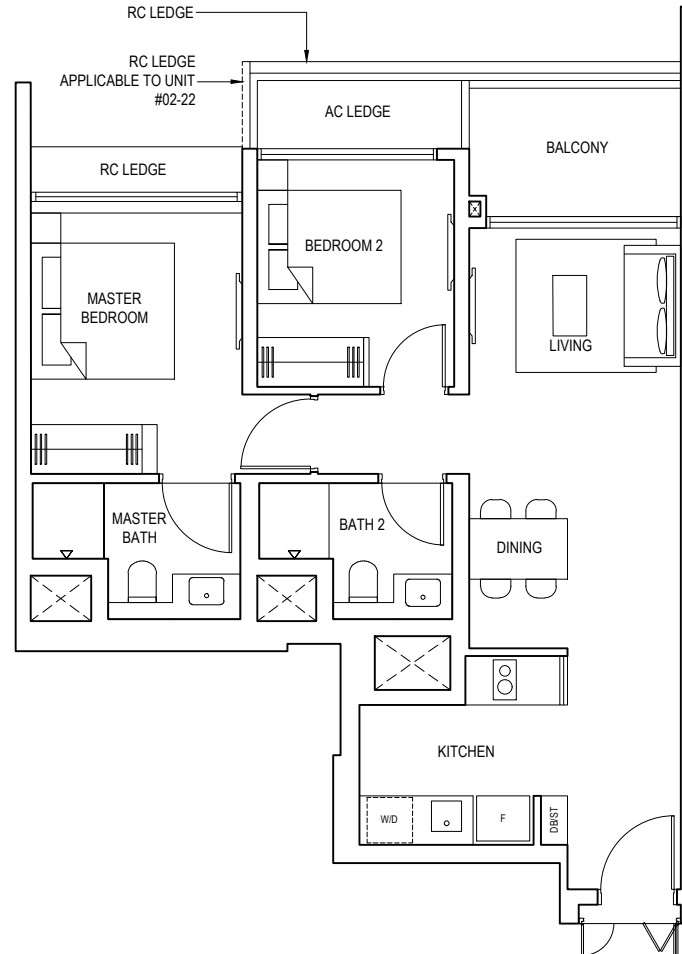 RC LEDGE
RC LEDGE
APPLICABLE TO UNIT
#02-22
AC LEDGE
BALCONY
RC LEDGE
BEDROOM 2
MASTER
BEDROOM
LIVING
MASTER
BATH
BATH 2
DINING
KITCHEN
W/D
F
DB/ST